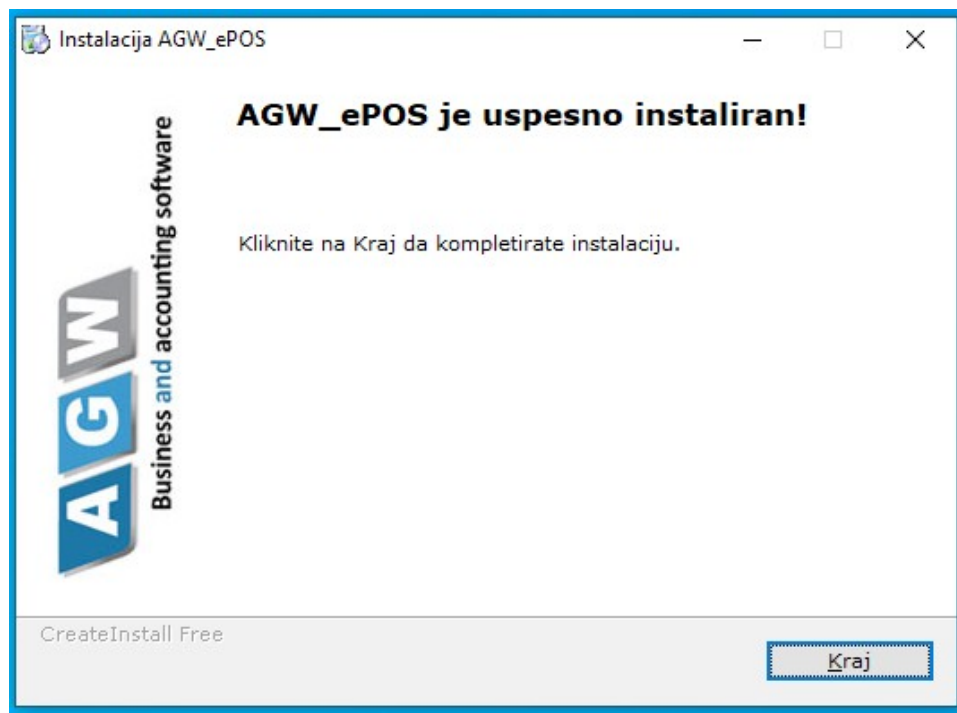 Instalacija AGW_ePOS
AGW_ePOS je uspesno instaliran!
Kliknite na Kraj da kompletirate instalaciju.
AGW
Business and accounting software
CreateInstall Free
Kraj